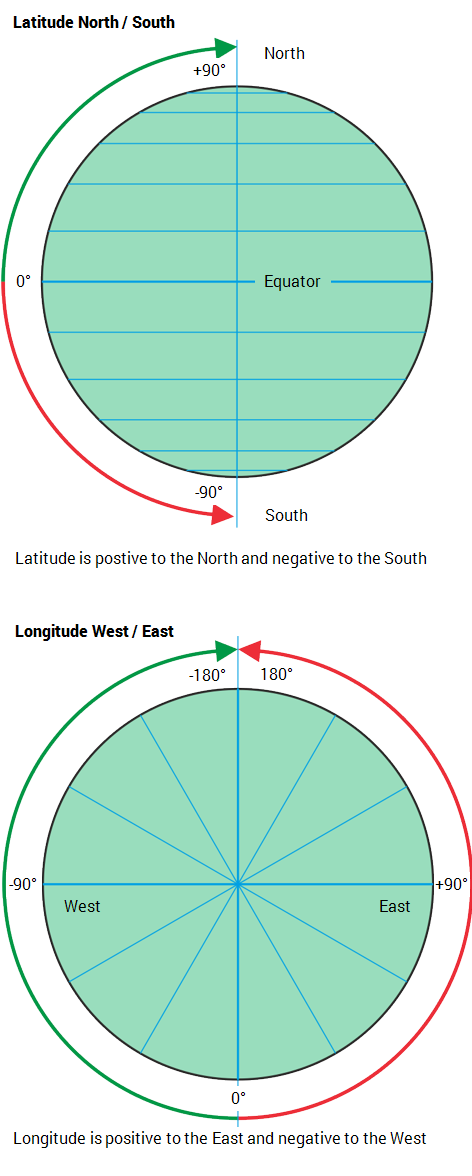 Latitude North / South
North
+90°
0°
Equator
-90°
South
Latitude is postive to the North and negative to the South
Longitude West / East
-180°
180°
-90°
+90°
West
East
0°
Longitude is positive to the East and negative to the West